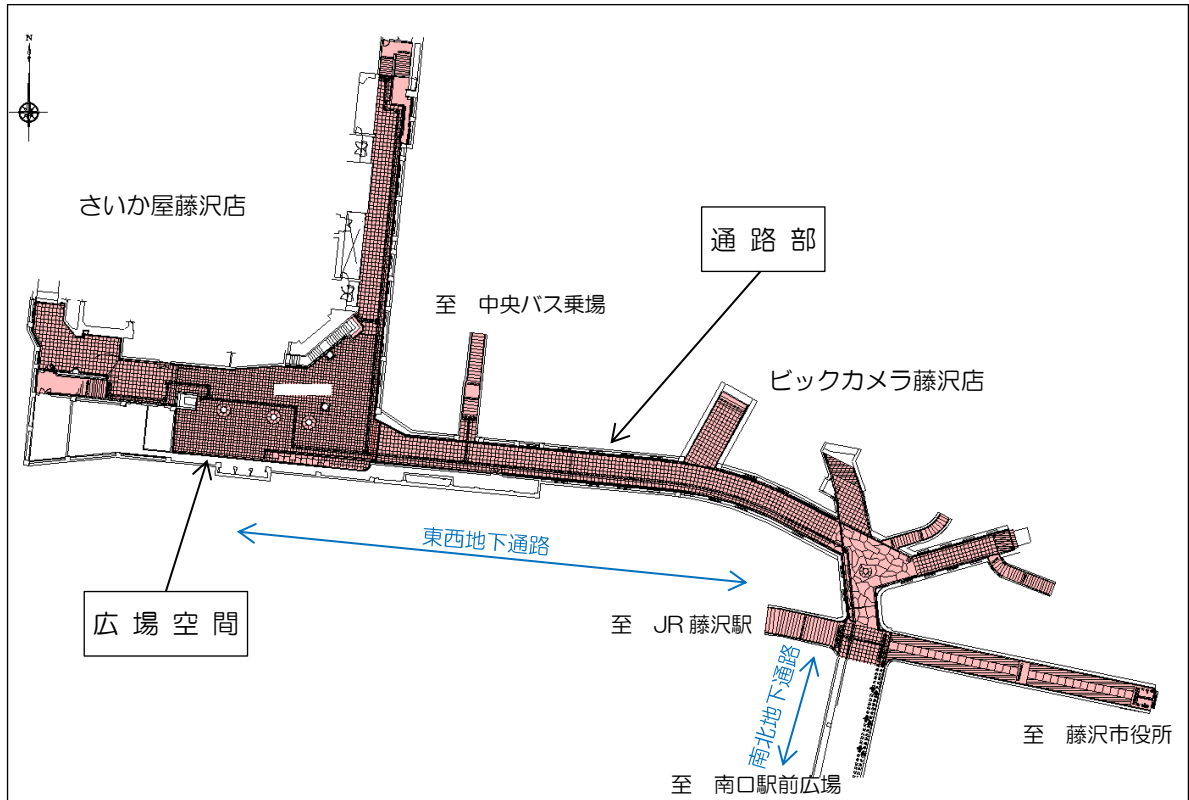 N
さいか屋藤沢店
通路部
至 中央バス乗場
ビックカメラ藤沢店
東西地下通路
広場空間
至 JR藤沢駅
南北地下通路
至 藤沢市役所
至 南口駅前広場